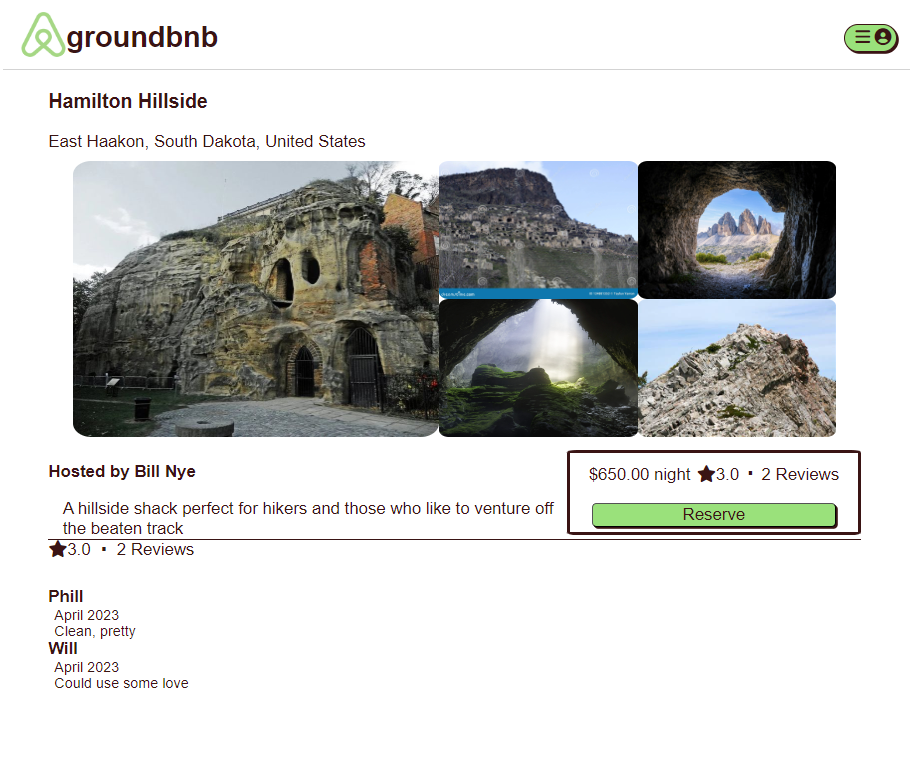 groundbnb
Hamilton Hillside
East Haakon, South Dakota, United States
Hosted by Bill Nye
$650.00 night ★3.0 · 2 Reviews
Reserve
A hillside shack perfect for hikers and those who like to venture off
the beaten track
★3.0 · 2 Reviews
Phill
April 2023
Clean, pretty
Will
April 2023
Could use some love